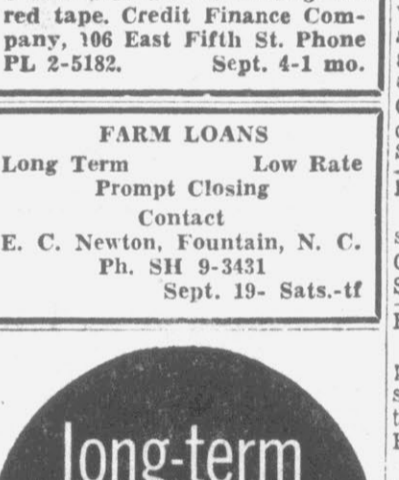 red tape. Credit Finance Com-
pany, 106 East Fifth St. Phone
PL 2-5182. Sept. 4-1 mo.
FARM LOANS
Long Term Low Rate
Prompt Closing
Contact
E. C. Newton, Fountain, N. C.
Ph. SH 9-3431
Sept. 19- Sats.-tf
long-term